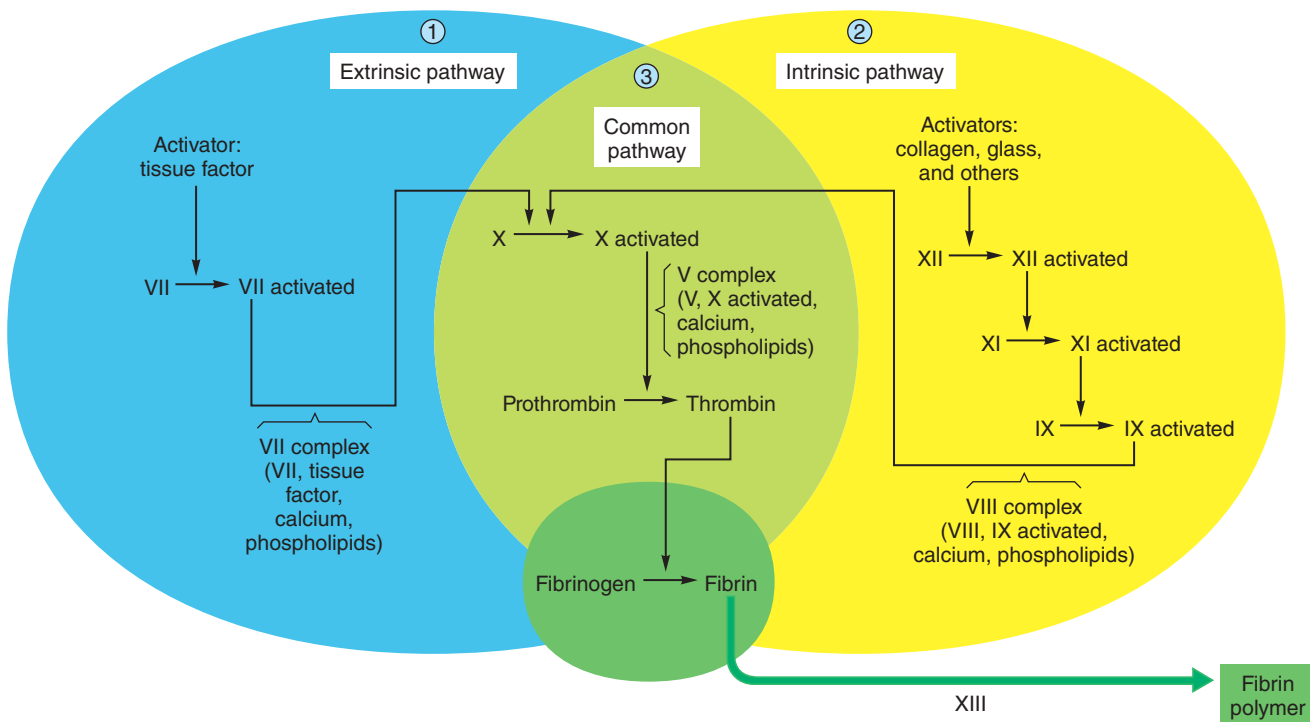 1
Extrinsic pathway
Activator:
tissue factor
VII
VII activated
VII complex
(VII, tissue
factor,
calcium,
phospholipids)
2
Intrinsic pathway
Activators:
collagen, glass,
and others
XII
XII activated
XI
XI activated
IX
IX activated
VIII complex
(VIII, IX activated,
calcium, phospholipids)
3
Common
pathway
X
X activated
V complex
(V, X activated,
calcium,
phospholipids)
Prothrombin
Thrombin
Fibrinogen
Fibrin
XIII
Fibrin
polymer